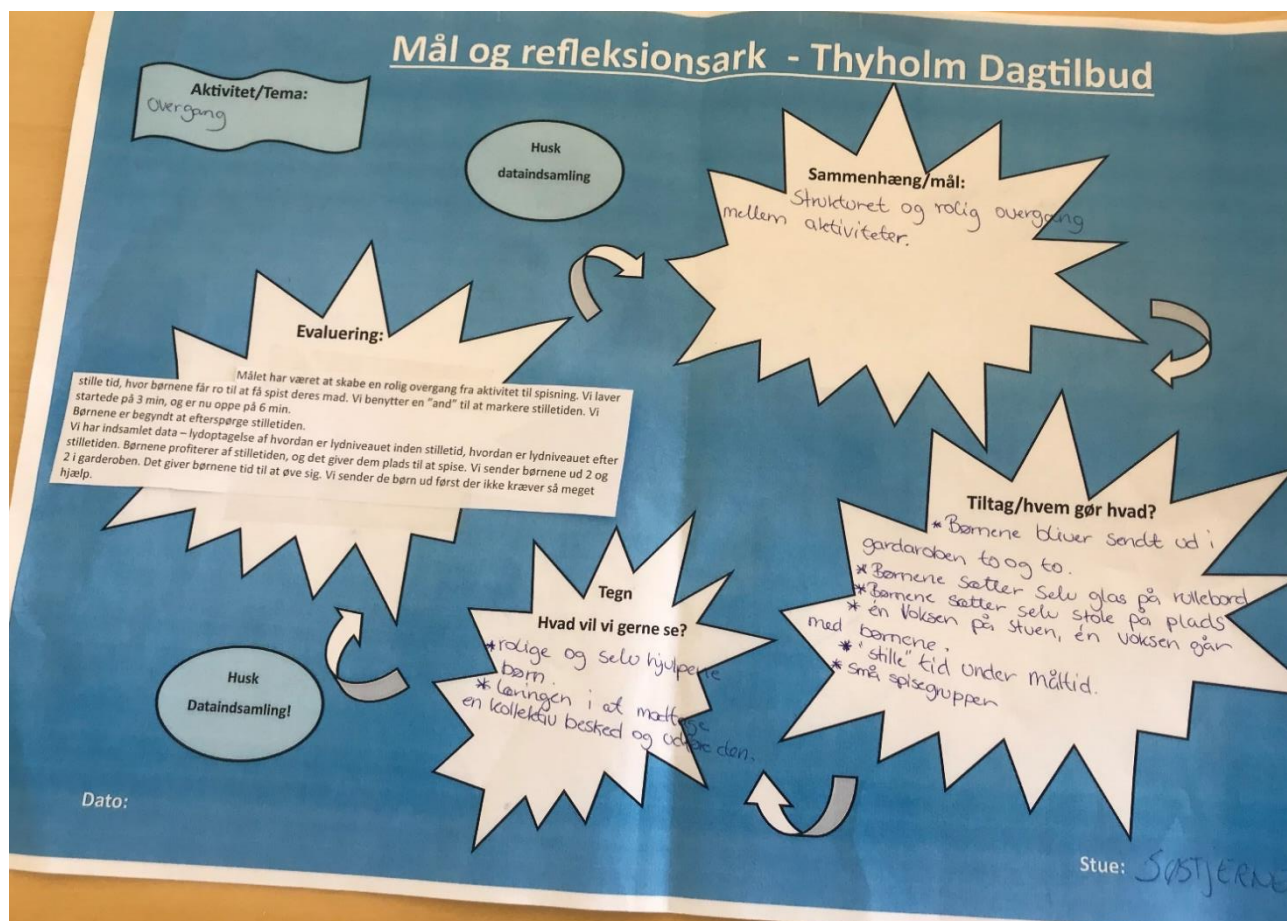 Mål og refleksionsark - Thyholm Dagtilbud
Aktivitet/Tema:
Overgang
Husk
dataindsamling
Sammenhæng/mål:
Struktureret og rolig overgang
mellem aktiviteter.
Tiltag/hvem gør hvad?
* Børnene bliver sendt ud i
gardaroben to og to.
* Børnene sætter selv glas på rullebord
* Børnene sætter selv stole på plads
* én voksen på stuen, én voksen går
med børnene.
* "stille" tid under måltid.
* små spisegrupper
Tegn
Hvad vil vi gerne se?
* rolige og selvhjulpene
børn.
* læringen i at modtage
en kollektiv besked og udføre den.
Husk
Dataindsamling!
Evaluering:
Målet har været at skabe en rolig overgang fra aktivitet til spisning. Vi laver
stille tid, hvor børnene får ro til at få spist deres mad. Vi benytter en "and" til at markere stilletiden. Vi
startede på 3 min, og er nu oppe på 6 min.
Børnene er begyndt at efterspørge stilletiden.
Vi har indsamlet data – lydoptagelse af hvordan er lydniveauet inden stilletid, hvordan er lydniveauet efter
stilletiden. Børnene profiterer af stilletiden, og det giver dem plads til at spise. Vi sender børnene ud 2 og
2 i garderoben. Det giver børnene tid til at øve sig. Vi sender de børn ud først der ikke kræver så meget
hjælp.
Dato:
Stue: SØSTJERNE